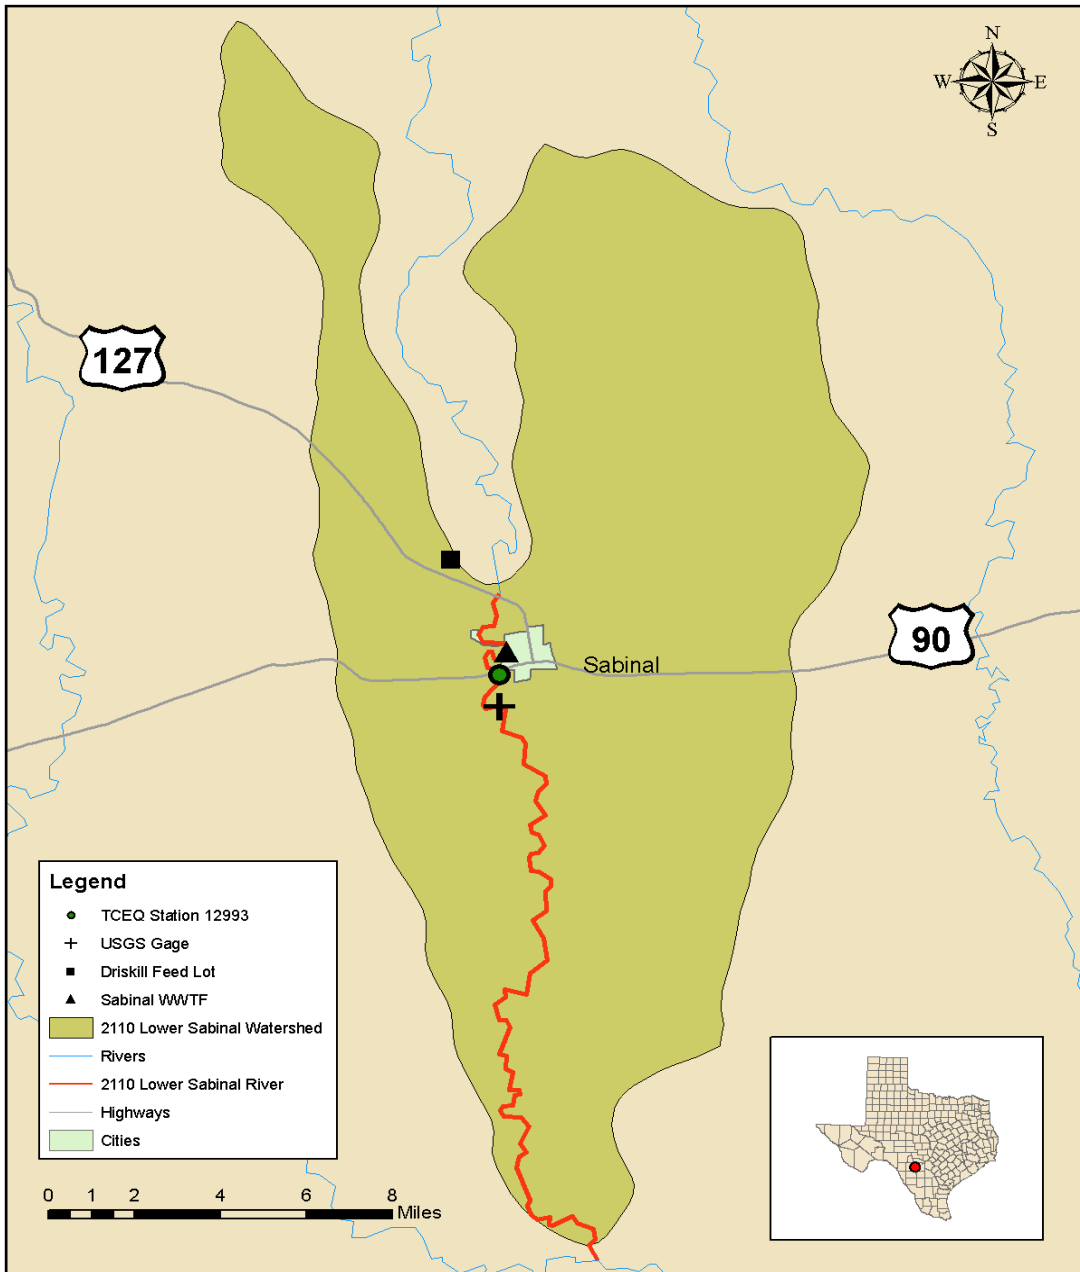 N
W E
S
127
90
Sabinal
Legend
TCEQ Station 12993
USGS Gage
Driskill Feed Lot
Sabinal WWTF
2110 Lower Sabinal Watershed
Rivers
2110 Lower Sabinal River
Highways
Cities
0 1 2 4 6 8
Miles